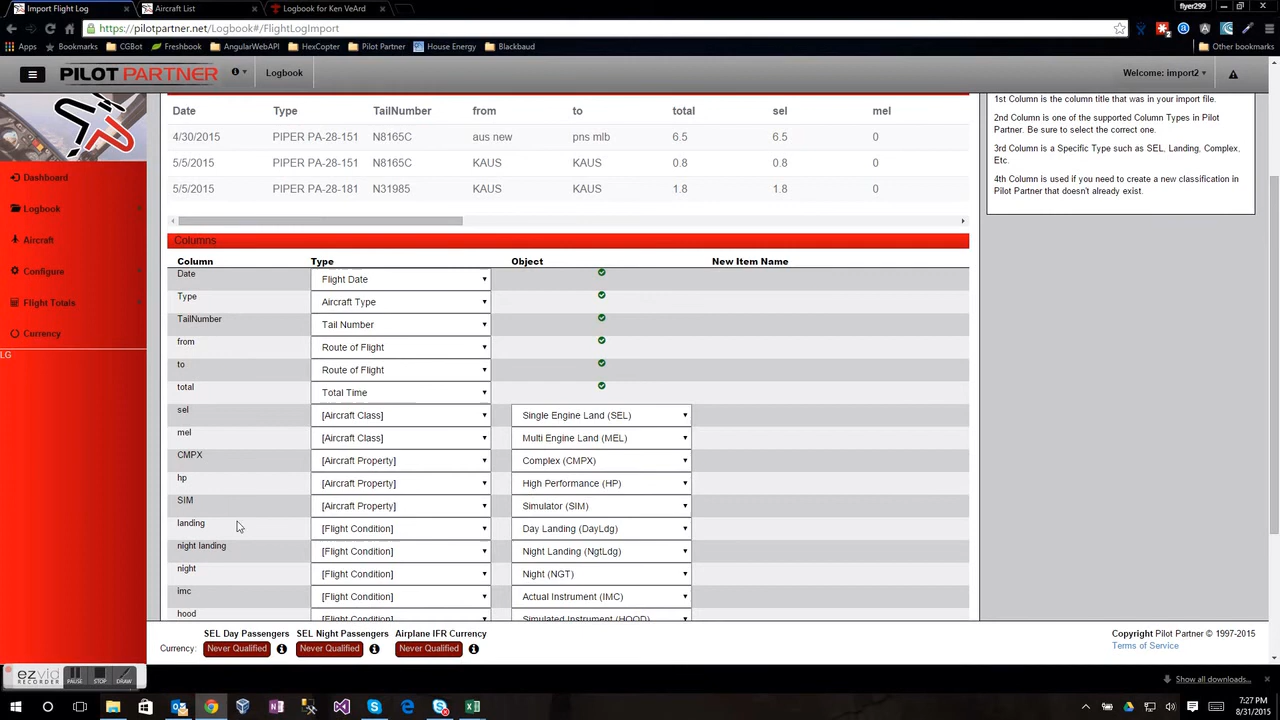 Import Flight Log
Aircraft List
Logbook for Ken VeArd
flyer299
https://pilotpartner.net/Logbook#/FlightLogImport
Apps
Bookmarks
CGBot
Freshbook
AngularWebAPI
HexCopter
Pilot Partner
House Energy
Blackbaud
Other bookmarks
PILOT PARTNER
Logbook
Welcome: import2
Dashboard
Logbook
Aircraft
Configure
Flight Totals
Currency
LG
Date Type TailNumber from to total sel mel
4/30/2015 PIPER PA-28-151 N8165C aus new pns mlb 6.5 6.5 0
5/5/2015 PIPER PA-28-151 N8165C KAUS KAUS 0.8 0.8 0
5/5/2015 PIPER PA-28-181 N31985 KAUS KAUS 1.8 1.8 0
1st Column is the column title that was in your import file.
2nd Column is one of the supported Column Types in Pilot
Partner. Be sure to select the correct one.
3rd Column is a Specific Type such as SEL, Landing, Complex,
Etc.
4th Column is used if you need to create a new classification in
Pilot Partner that doesn't already exist.
Columns
Column Type Object New Item Name
Date Flight Date
Type Aircraft Type
TailNumber Tail Number
from Route of Flight
to Route of Flight
total Total Time
sel [Aircraft Class] Single Engine Land (SEL)
mel [Aircraft Class] Multi Engine Land (MEL)
CMPX [Aircraft Property] Complex (CMPX)
hp [Aircraft Property] High Performance (HP)
SIM [Aircraft Property] Simulator (SIM)
landing [Flight Condition] Day Landing (DayLdg)
night landing [Flight Condition] Night Landing (NgtLdg)
night [Flight Condition] Night (NGT)
imc [Flight Condition] Actual Instrument (IMC)
hood [Flight Condition] Simulated Instrument (HOOD)
SEL Day Passengers SEL Night Passengers Airplane IFR Currency
Currency: Never Qualified Never Qualified Never Qualified
Copyright Pilot Partner © 1997-2015
Terms of Service
ezvid
RECORDER
PAUSE
STOP
DRAW
Show all downloads...
7:27 PM
8/31/2015